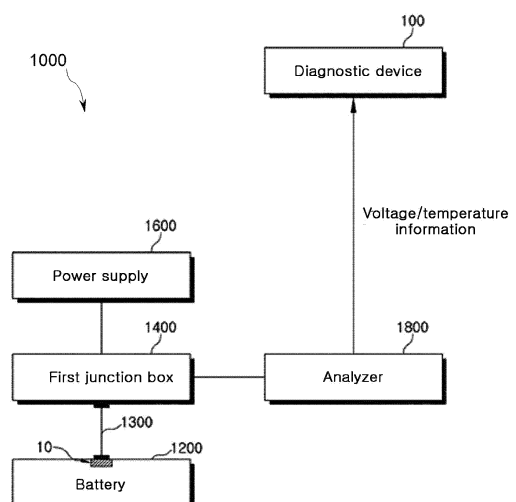 100
Diagnostic device
1000
Voltage/temperature
information
1600
Power supply
1400
First junction box
1800
Analyzer
1300
10
1200
Battery